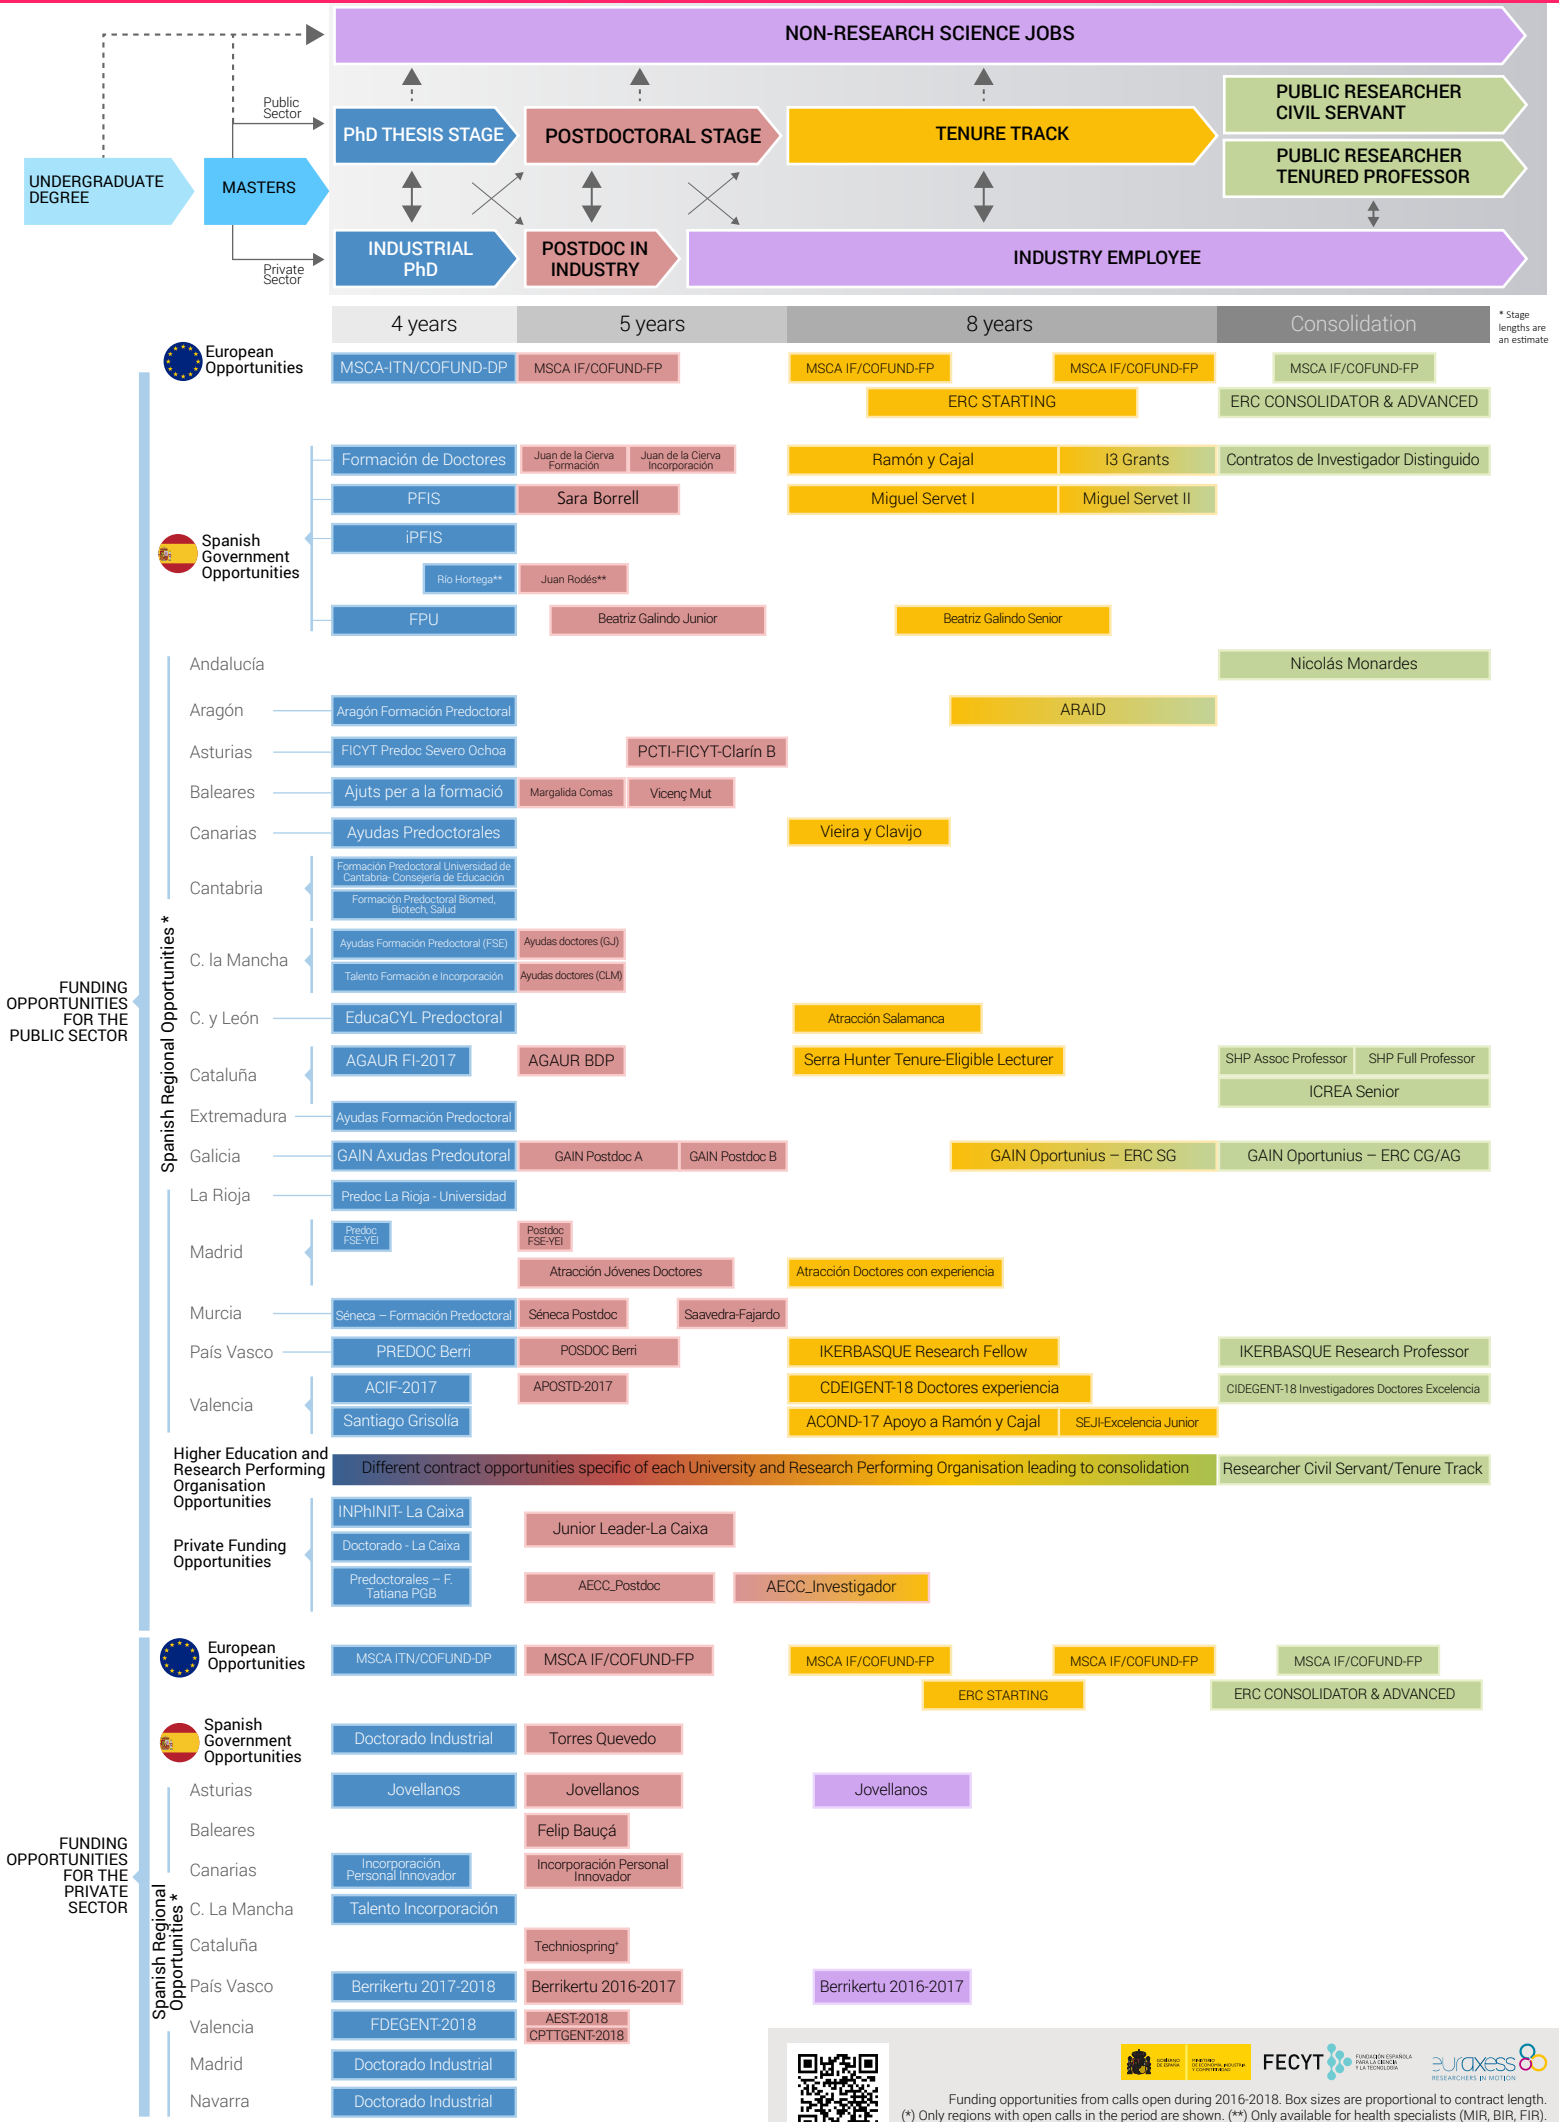 NON-RESEARCH SCIENCE JOBS
Public
Sector
PhD THESIS STAGE
POSTDOCTORAL STAGE
TENURE TRACK
PUBLIC RESEARCHER
CIVIL SERVANT
PUBLIC RESEARCHER
TENURED PROFESSOR
UNDERGRADUATE
DEGREE
MASTERS
INDUSTRIAL
PhD
POSTDOC IN
INDUSTRY
INDUSTRY EMPLOYEE
Private
Sector
4 years
5 years
8 years
Consolidation
* Stage
lengths are
an estimate
FUNDING
OPPORTUNITIES
FOR THE
PUBLIC SECTOR
European
Opportunities
MSCA-ITN/COFUND-DP
MSCA IF/COFUND-FP
MSCA IF/COFUND-FP
MSCA IF/COFUND-FP
MSCA IF/COFUND-FP
ERC STARTING
ERC CONSOLIDATOR & ADVANCED
Spanish
Government
Opportunities
Formación de Doctores
Juan de la Cierva
Formación
Juan de la Cierva
Incorporación
Ramón y Cajal
I3 Grants
Contratos de Investigador Distinguido
PFIS
Sara Borrell
Miguel Servet I
Miguel Servet II
iPFIS
Río Hortega**
Juan Rodés**
FPU
Beatriz Galindo Junior
Beatriz Galindo Senior
Spanish Regional Opportunities *
Andalucía
Nicolás Monardes
Aragón
Aragón Formación Predoctoral
ARAID
Asturias
FICYT Predoc Severo Ochoa
PCTI-FICYT-Clarín B
Baleares
Ajuts per a la formació
Margalida Comas
Vicenç Mut
Canarias
Ayudas Predoctorales
Vieira y Clavijo
Cantabria
Formación Predoctoral Universidad de
Cantabria- Consejería de Educación
Formación Predoctoral Biomed,
Biotech, Salud
C. la Mancha
Ayudas Formación Predoctoral (FSE)
Ayudas doctores (GJ)
Talento Formación e Incorporación
Ayudas doctores (CLM)
C. y León
EducaCYL Predoctoral
Atracción Salamanca
Cataluña
AGAUR FI-2017
AGAUR BDP
Serra Hunter Tenure-Eligible Lecturer
SHP Assoc Professor
SHP Full Professor
ICREA Senior
Extremadura
Ayudas Formación Predoctoral
Galicia
GAIN Axudas Predoutoral
GAIN Postdoc A
GAIN Postdoc B
GAIN Oportunius – ERC SG
GAIN Oportunius – ERC CG/AG
La Rioja
Predoc La Rioja - Universidad
Madrid
Predoc
FSE-YEI
Postdoc
FSE-YEI
Atracción Jóvenes Doctores
Atracción Doctores con experiencia
Murcia
Séneca – Formación Predoctoral
Séneca Postdoc
Saavedra-Fajardo
País Vasco
PREDOC Berri
POSDOC Berri
IKERBASQUE Research Fellow
IKERBASQUE Research Professor
Valencia
ACIF-2017
APOSTD-2017
CDEIGENT-18 Doctores experiencia
CIDEGENT-18 Investigadores Doctores Excelencia
Santiago Grisolía
ACOND-17 Apoyo a Ramón y Cajal
SEJI-Excelencia Junior
Higher Education and
Research Performing
Organisation
Opportunities
Different contract opportunities specific of each University and Research Performing Organisation leading to consolidation
Researcher Civil Servant/Tenure Track
Private Funding
Opportunities
INPhINIT- La Caixa
Doctorado - La Caixa
Junior Leader-La Caixa
Predoctorales – F.
Tatiana PGB
AECC_Postdoc
AECC_Investigador
FUNDING
OPPORTUNITIES
FOR THE
PRIVATE
SECTOR
European
Opportunities
MSCA ITN/COFUND-DP
MSCA IF/COFUND-FP
MSCA IF/COFUND-FP
MSCA IF/COFUND-FP
MSCA IF/COFUND-FP
ERC STARTING
ERC CONSOLIDATOR & ADVANCED
Spanish
Government
Opportunities
Doctorado Industrial
Torres Quevedo
Spanish Regional
Opportunities *
Asturias
Jovellanos
Jovellanos
Jovellanos
Baleares
Felip Bauçá
Canarias
Incorporación
Personal Innovador
Incorporación Personal
Innovador
C. La Mancha
Talento Incorporación
Cataluña
Techniospring+
País Vasco
Berrikertu 2017-2018
Berrikertu 2016-2017
Berrikertu 2016-2017
Valencia
FDEGENT-2018
AEST-2018
CPTTGENT-2018
Madrid
Doctorado Industrial
Navarra
Doctorado Industrial
GOBIERNO
DE ESPAÑA
MINISTERIO
DE ECONOMÍA, INDUSTRIA
Y COMPETITIVIDAD
FECYT
FUNDACIÓN ESPAÑOLA
PARA LA CIENCIA
Y LA TECNOLOGÍA
euraxess
RESEARCHERS IN MOTION
Funding opportunities from calls open during 2016-2018. Box sizes are proportional to contract length.
(*) Only regions with open calls in the period are shown. (**) Only available for health specialists (MIR, BIR, FIR).